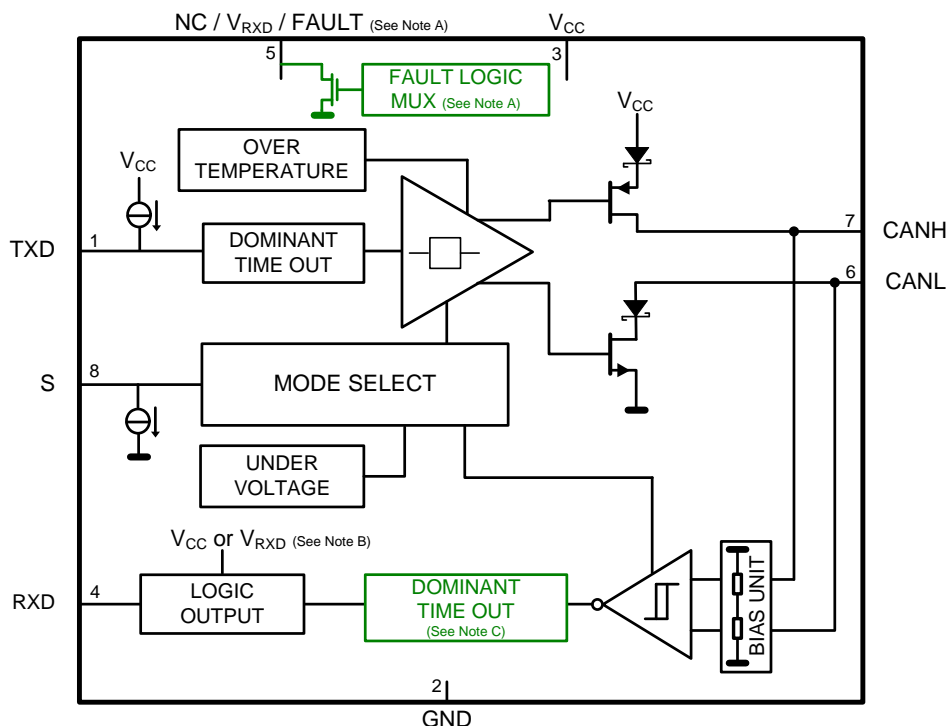 NC / VRXD / FAULT (See Note A)
VCC
5
3
FAULT LOGIC
MUX (See Note A)
VCC
OVER
TEMPERATURE
VCC
TXD
1
DOMINANT
TIME OUT
7
CANH
6
CANL
S
8
MODE SELECT
UNDER
VOLTAGE
VCC or VRXD (See Note B)
RXD
4
LOGIC
OUTPUT
DOMINANT
TIME OUT
(See Note C)
BIAS UNIT
2
GND